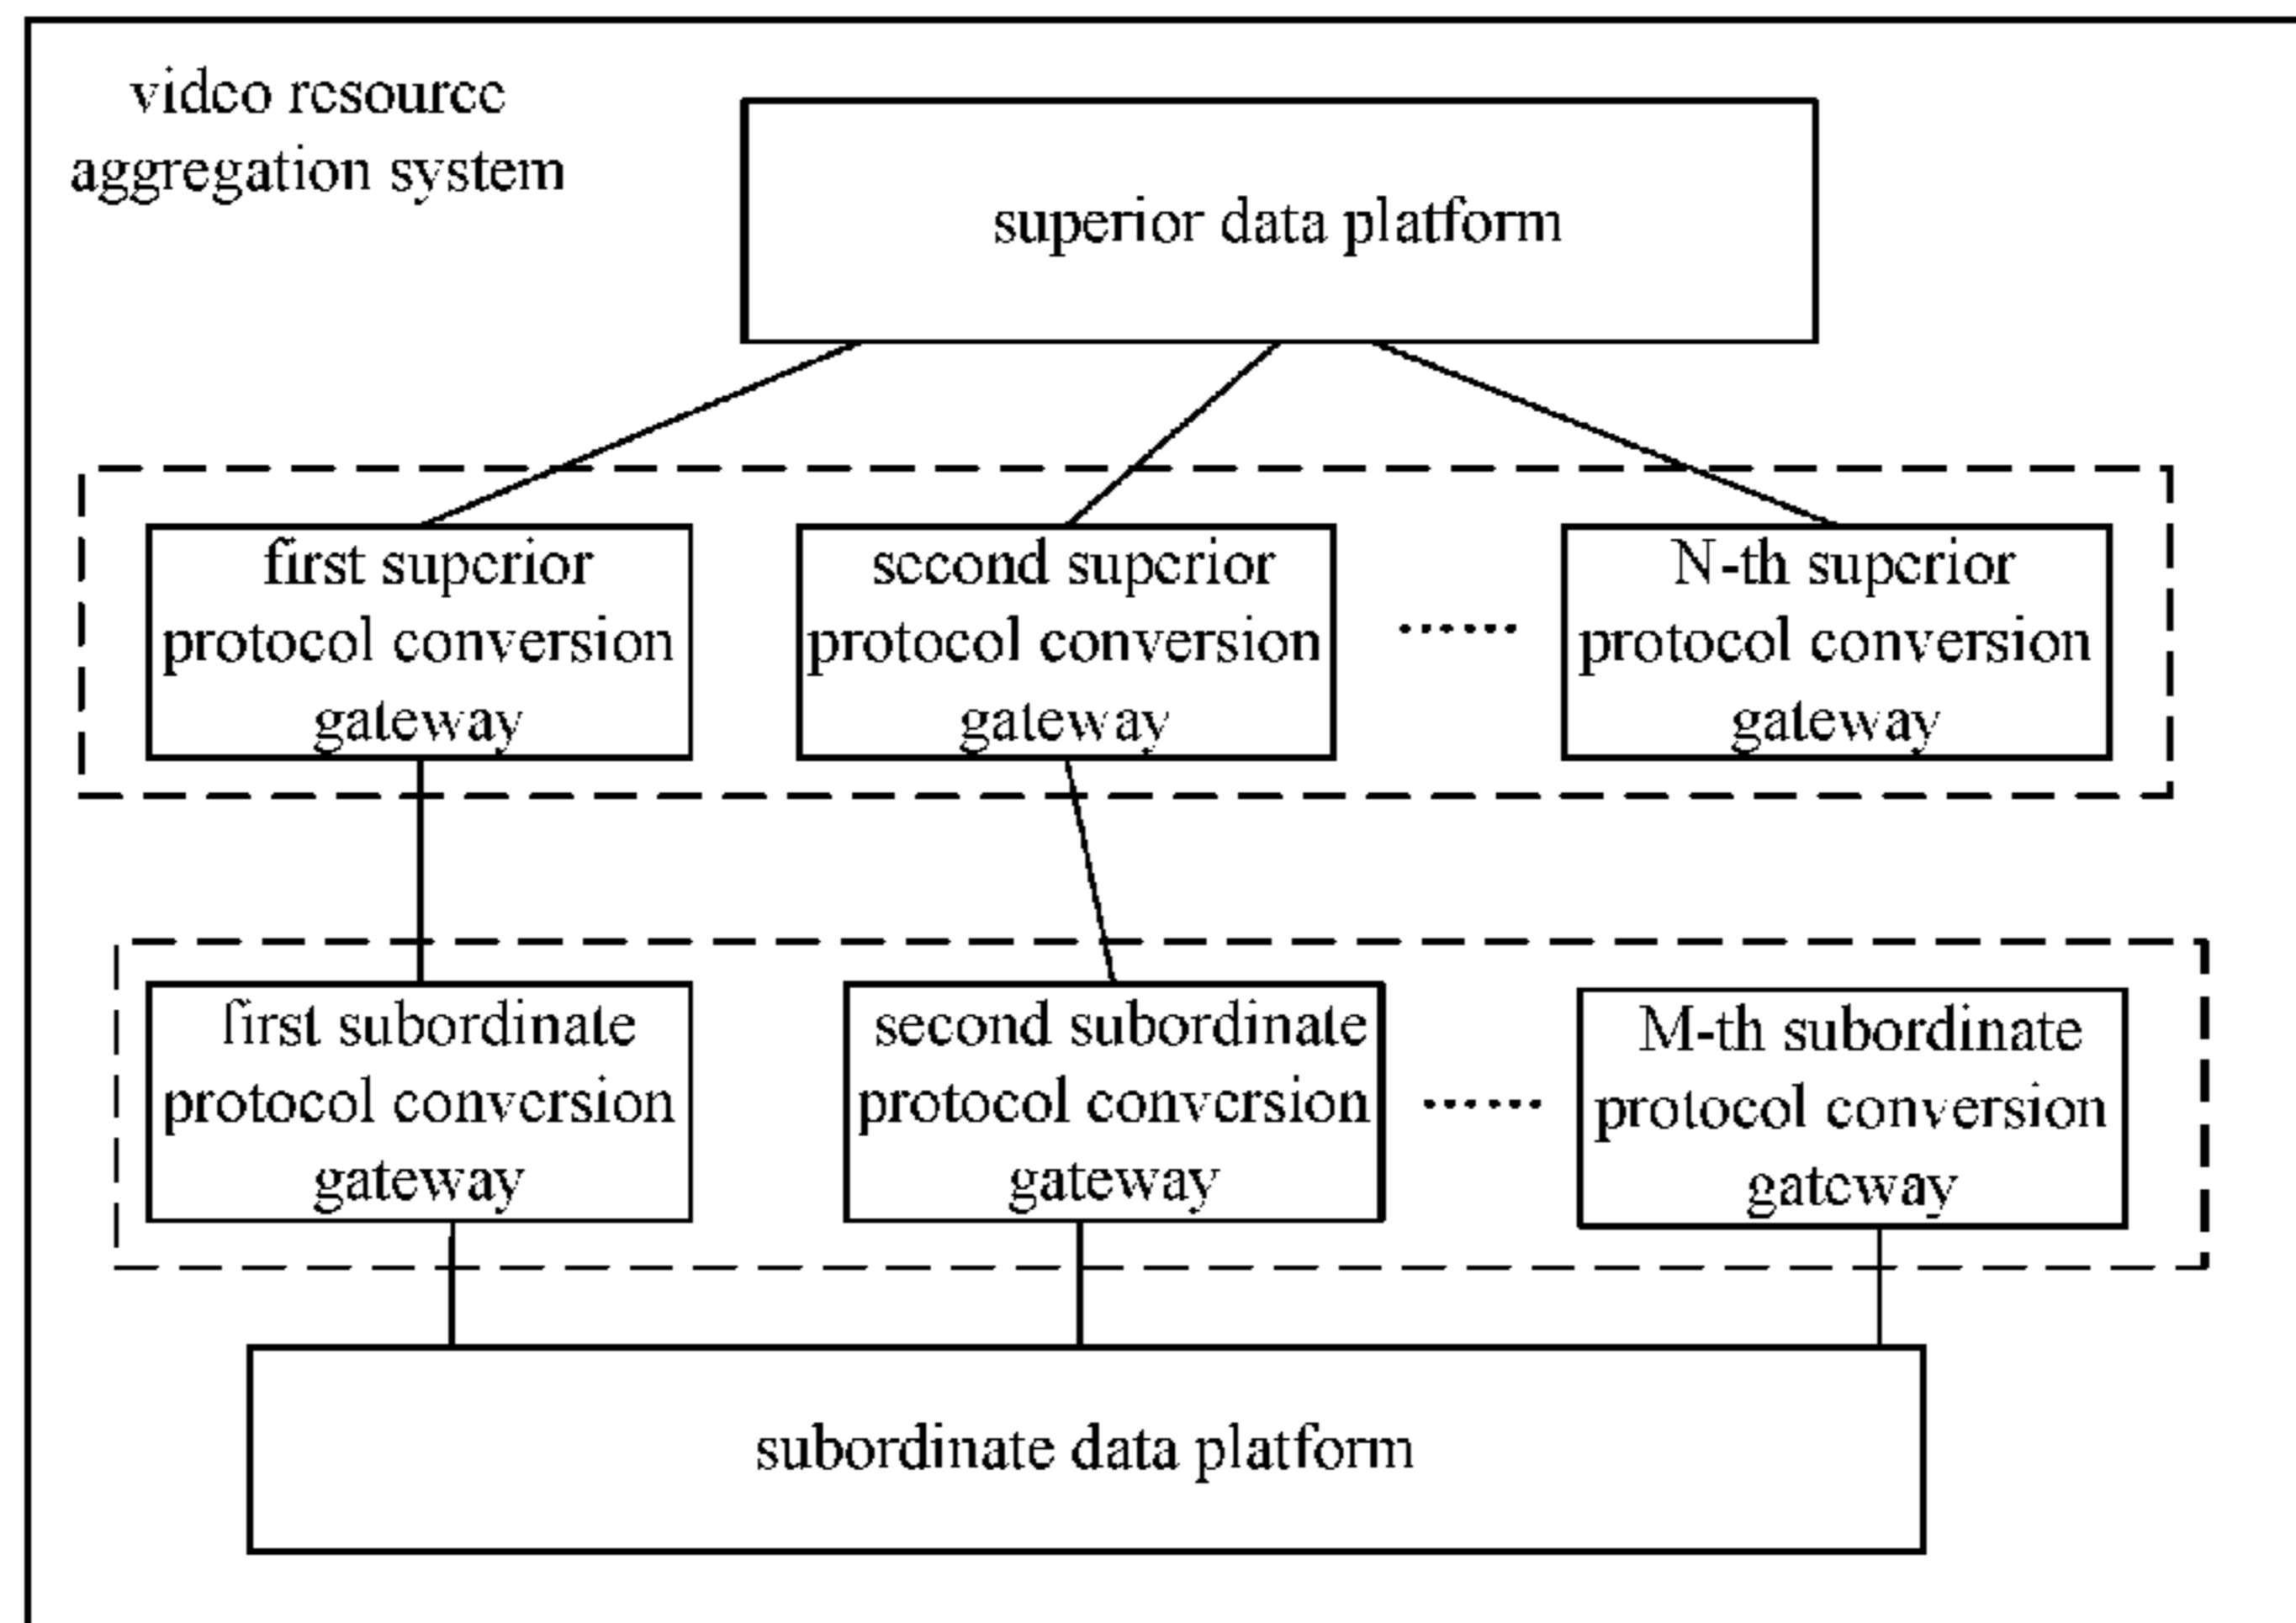 video resource
aggregation system
superior data platform
first superior
protocol conversion
gateway
second superior
protocol conversion
gateway
......
N-th superior
protocol conversion
gateway
first subordinate
protocol conversion
gateway
second subordinate
protocol conversion
gateway
......
M-th subordinate
protocol conversion
gateway
subordinate data platform